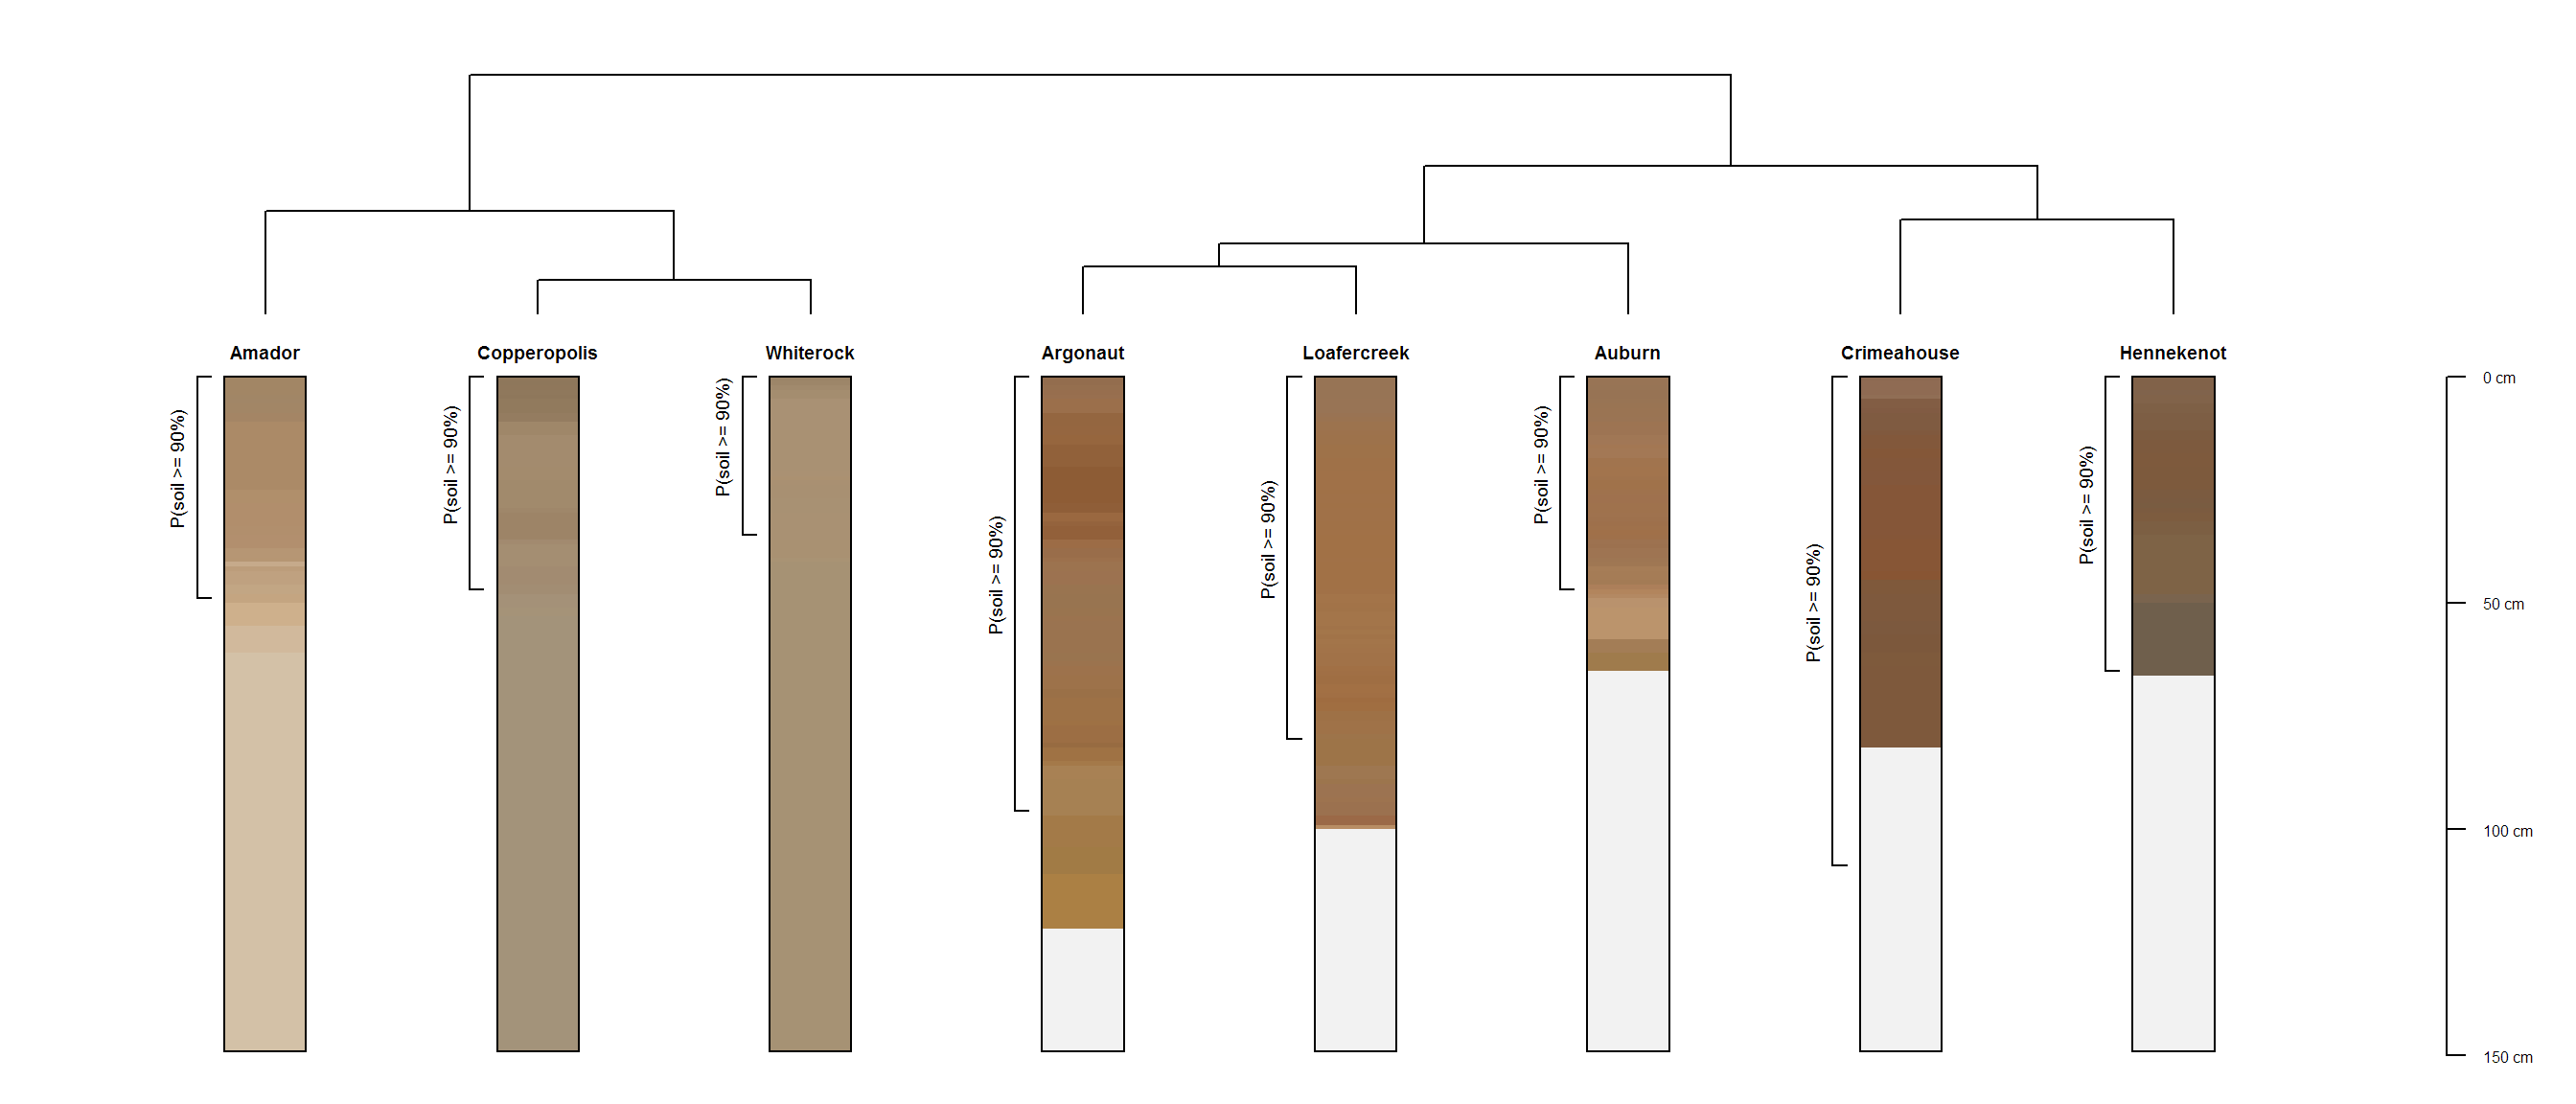 Amador
Copperopolis
Whiterock
Argonaut
Loafercreek
Auburn
Crimeahouse
Hennekenot
P(soil >= 90%)
P(soil >= 90%)
P(soil >= 90%)
P(soil >= 90%)
P(soil >= 90%)
P(soil >= 90%)
P(soil >= 90%)
P(soil >= 90%)
0 cm
50 cm
100 cm
150 cm